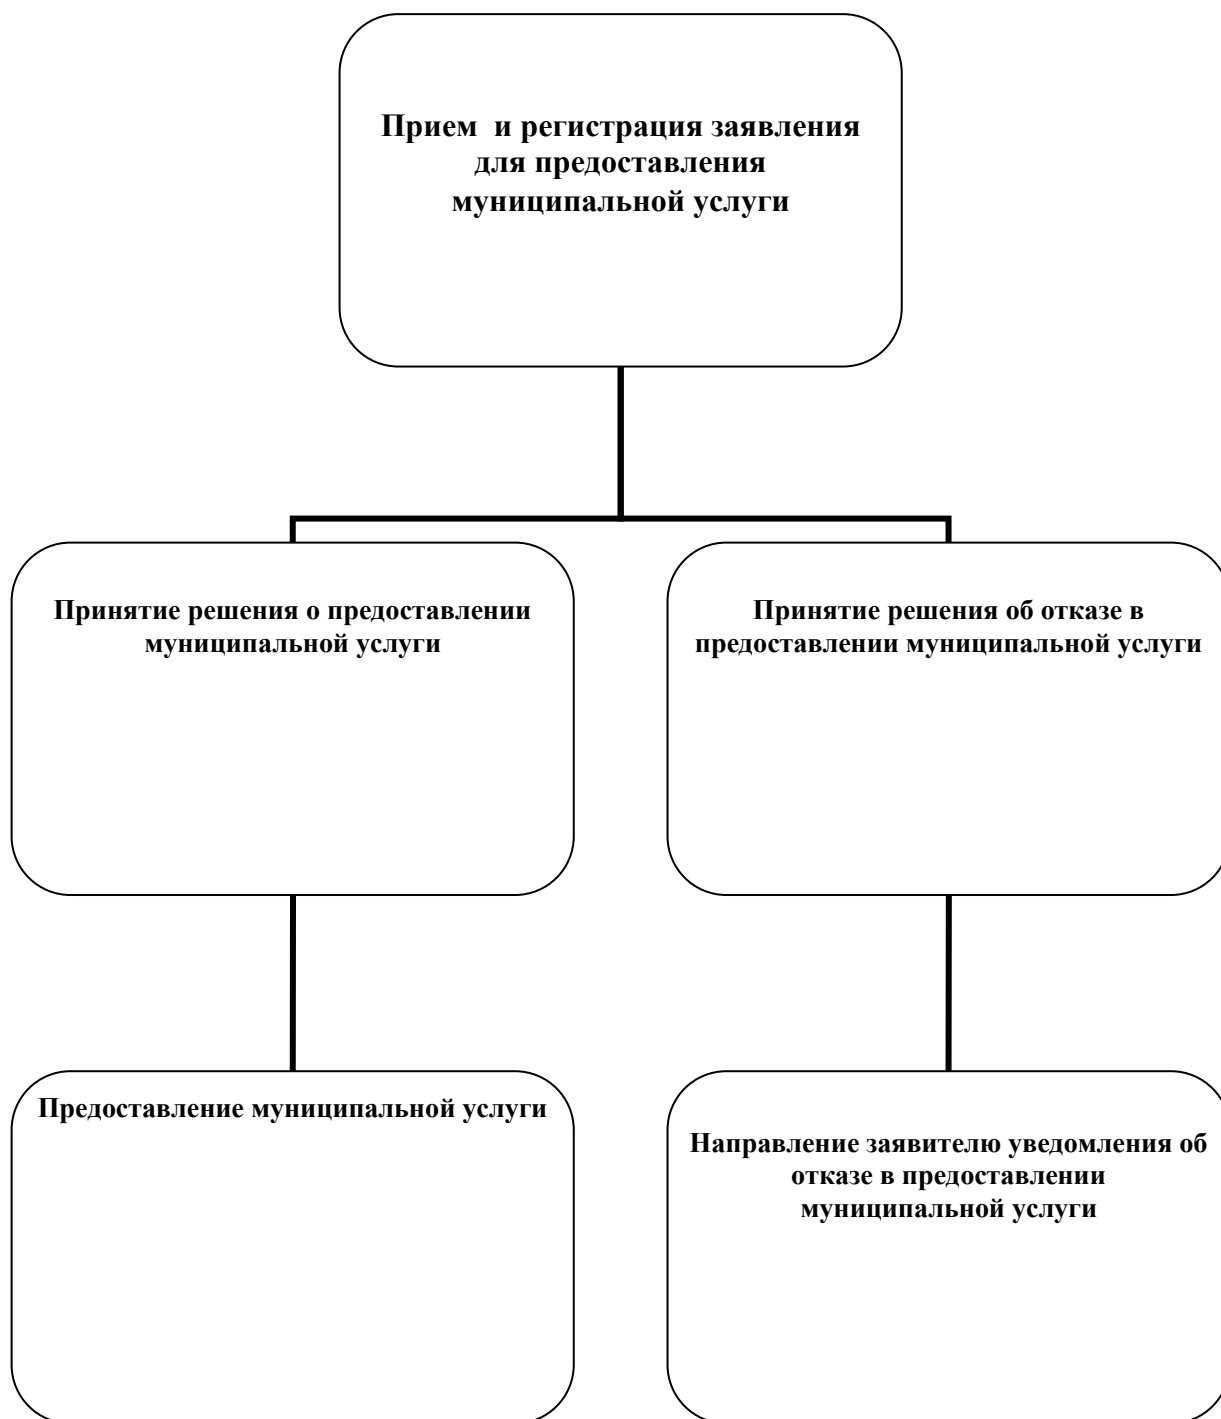 Прием  и регистрация заявления
для предоставления
муниципальной услуги
Принятие решения о предоставлении
муниципальной услуги
Принятие решения об отказе в
предоставлении муниципальной услуги
Предоставление муниципальной услуги
Направление заявителю уведомления об
отказе в предоставлении
муниципальной услуги